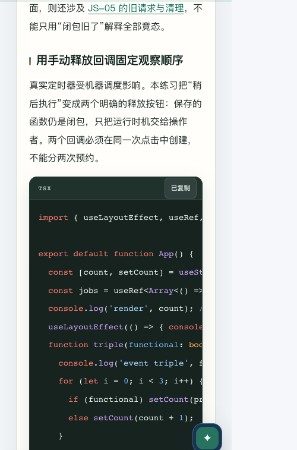 面，则还涉及 JS-05 的旧请求与清理，不
能只用“闭包旧了”解释全部竟态。
用手动释放回调固定观察顺序
真实定时器受机器调度影响。本练习把“稍
后执行”变成两个明确的释放按钮：保存的
函数仍是闭包，只把运行时机交给操作
者。两个回调必须在同一次点击中创建，
不能分两次预约。
TSX 已复制
import { useLayoutEffect, useRef,
export default function App() {
const [count, setCount] = useSt
const jobs = useRef<Array<() =>
console.log('render', count); /
useLayoutEffect(() => { console
function triple(functional: boo
console.log('event triple', f
for (let i = 0; i < 3; i++) {
if (functional) setCount(pr
else setCount(count + 1);
}